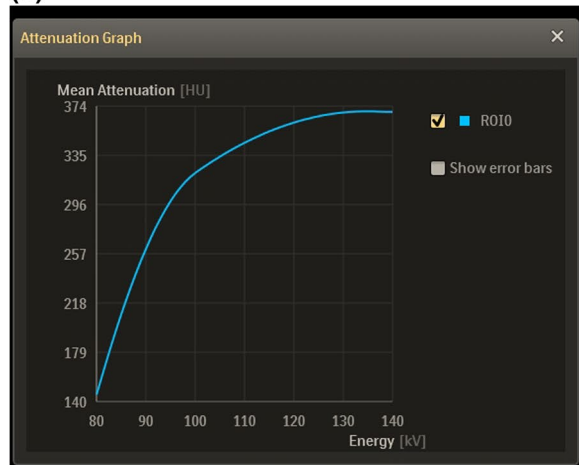 Attenuation Graph
Mean Attenuation [HU]
374
335
296
257
218
179
140
80 90 100 110 120 130 140
Energy [kV]
ROI0
Show error bars